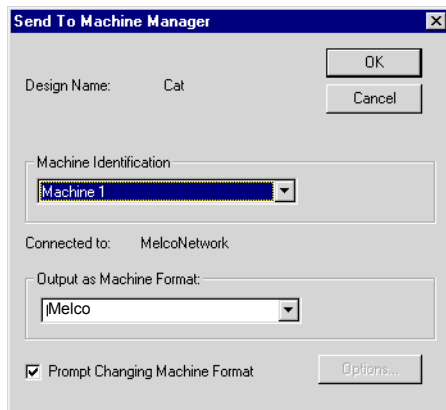 Send To Machine Manager
OK
Design Name: Cat
Cancel
Machine Identification
Machine 1
Connected to: MelcoNetwork
Output as Machine Format:
Melco
Prompt Changing Machine Format
Options...